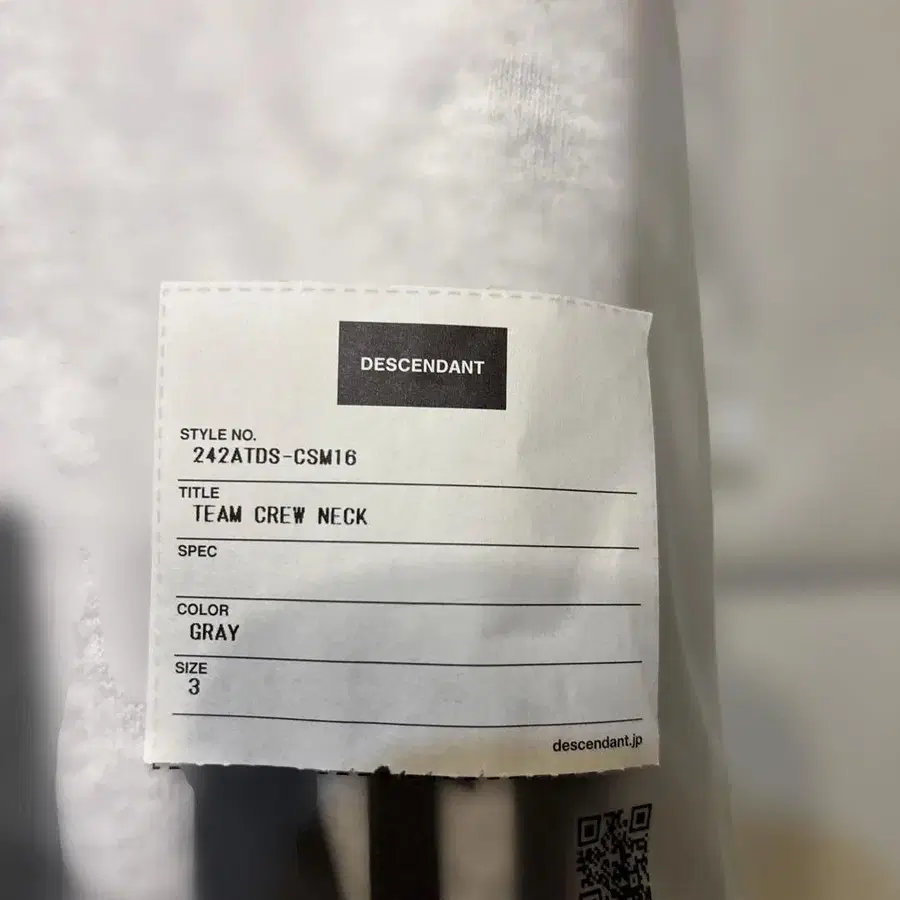 DESCENDANT
STYLE NO.
242ATDS-CSM16
TITLE
TEAM CREW NECK
SPEC
COLOR
GRAY
SIZE
3
descendant.jp